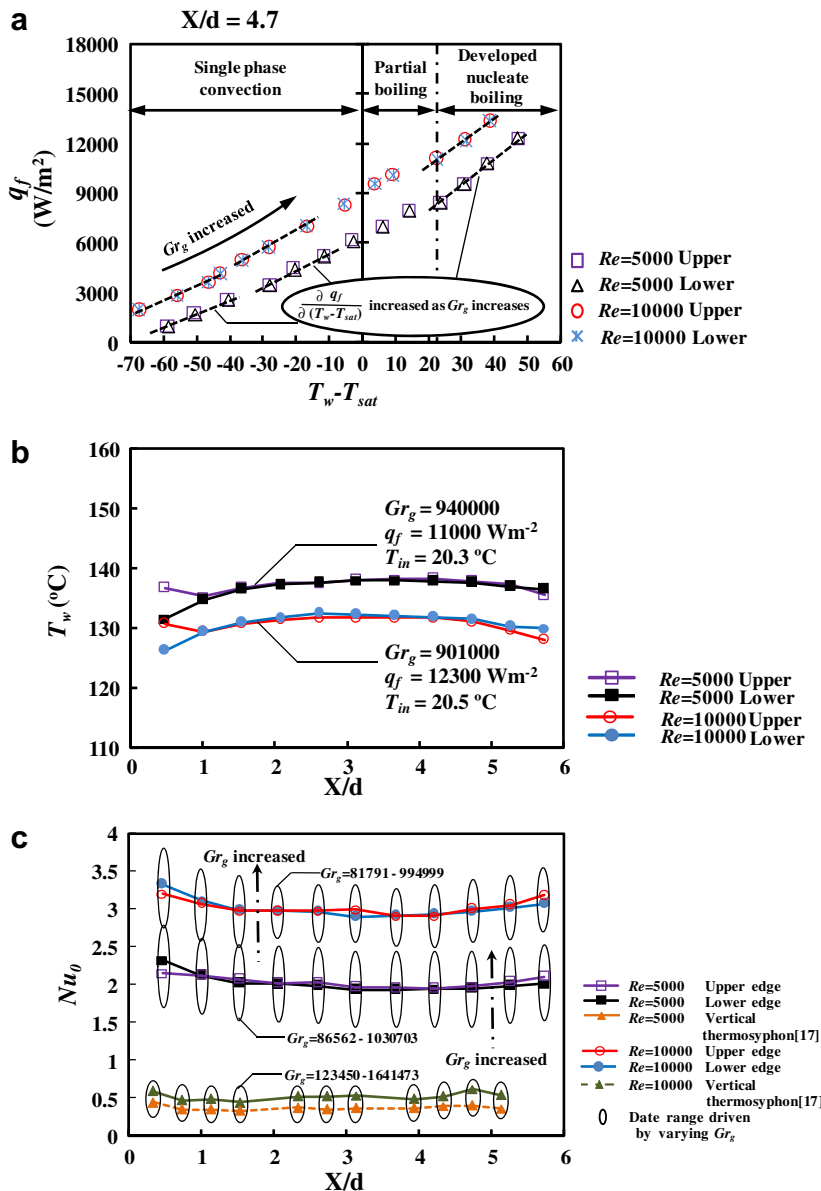 a
X/d = 4.7
18000
15000
12000
9000
6000
3000
0
q_f
(W/m²)
Single phase
convection
Partial
boiling
Developed
nucleate
boiling
Gr_g increased
∂ q_f
∂ (T_w-T_sat)
increased as Gr_g increases
-70 -60 -50 -40 -30 -20 -10 0 10 20 30 40 50 60
T_w-T_sat
Re=5000 Upper
Re=5000 Lower
Re=10000 Upper
Re=10000 Lower
b
160
150
140
130
120
110
T_w (ºC)
Gr_g = 940000
q_f = 11000 Wm⁻²
T_in = 20.3 ºC
Gr_g = 901000
q_f = 12300 Wm⁻²
T_in = 20.5 ºC
0 1 2 3 4 5 6
X/d
Re=5000 Upper
Re=5000 Lower
Re=10000 Upper
Re=10000 Lower
c
4
3.5
3
2.5
2
1.5
1
0.5
0
Nu_0
Gr_g increased
Gr_g=81791-994999
Gr_g=86562-1030703
Gr_g increased
Gr_g=123450-1641473
0 1 2 3 4 5 6
X/d
Re=5000 Upper edge
Re=5000 Lower edge
Re=5000 Vertical
thermosyphon[17]
Re=10000 Upper edge
Re=10000 Lower edge
Re=10000 Vertical
thermosyphon[17]
Date range driven
by varying Gr_g